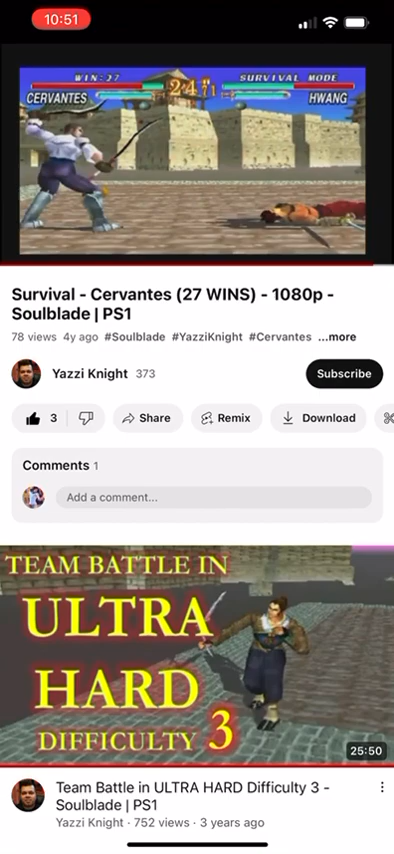 10:51
WIN:27
SURVIVAL MODE
CERVANTES
HWANG
Survival - Cervantes (27 WINS) - 1080p -
Soulblade | PS1
78 views 4y ago #Soulblade #YazziKnight #Cervantes ...more
Yazzi Knight 373
Subscribe
3
Share
Remix
Download
Comments 1
Add a comment...
TEAM BATTLE IN
ULTRA
HARD
DIFFICULTY 3
25:50
Team Battle in ULTRA HARD Difficulty 3 -
Soulblade | PS1
Yazzi Knight · 752 views · 3 years ago